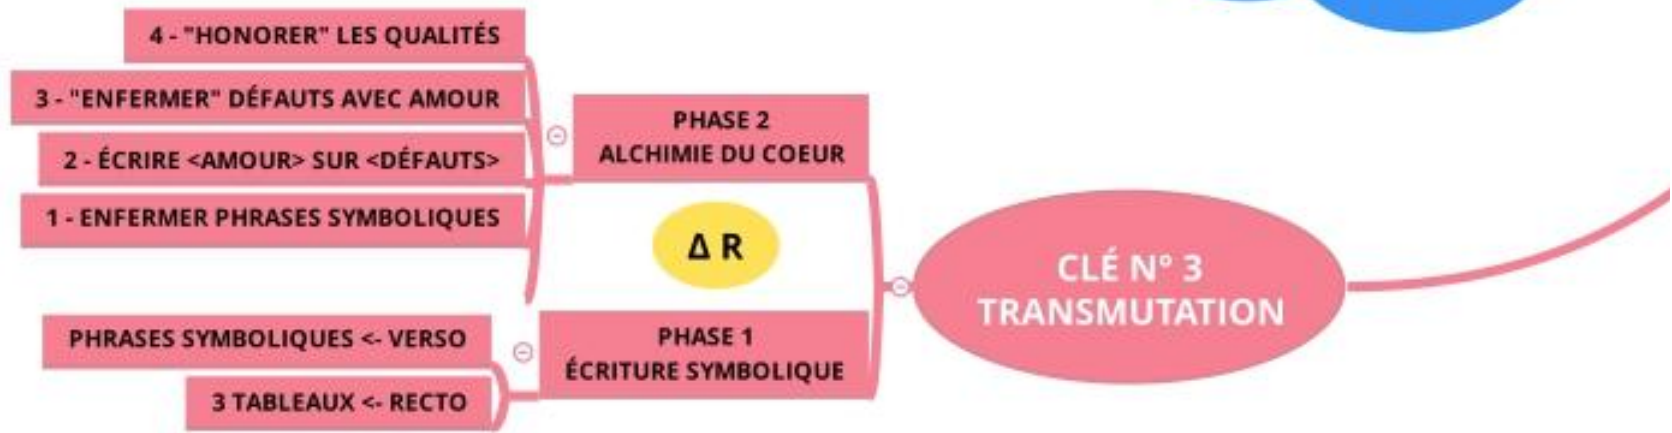 4 - "HONORER" LES QUALITÉS
3 - "ENFERMER" DÉFAUTS AVEC AMOUR
2 - ÉCRIRE <AMOUR> SUR <DÉFAUTS>
1 - ENFERMER PHRASES SYMBOLIQUES
PHASE 2
ALCHIMIE DU COEUR
Δ R
CLÉ N° 3
TRANSMUTATION
PHASE 1
ÉCRITURE SYMBOLIQUE
PHRASES SYMBOLIQUES <- VERSO
3 TABLEAUX <- RECTO